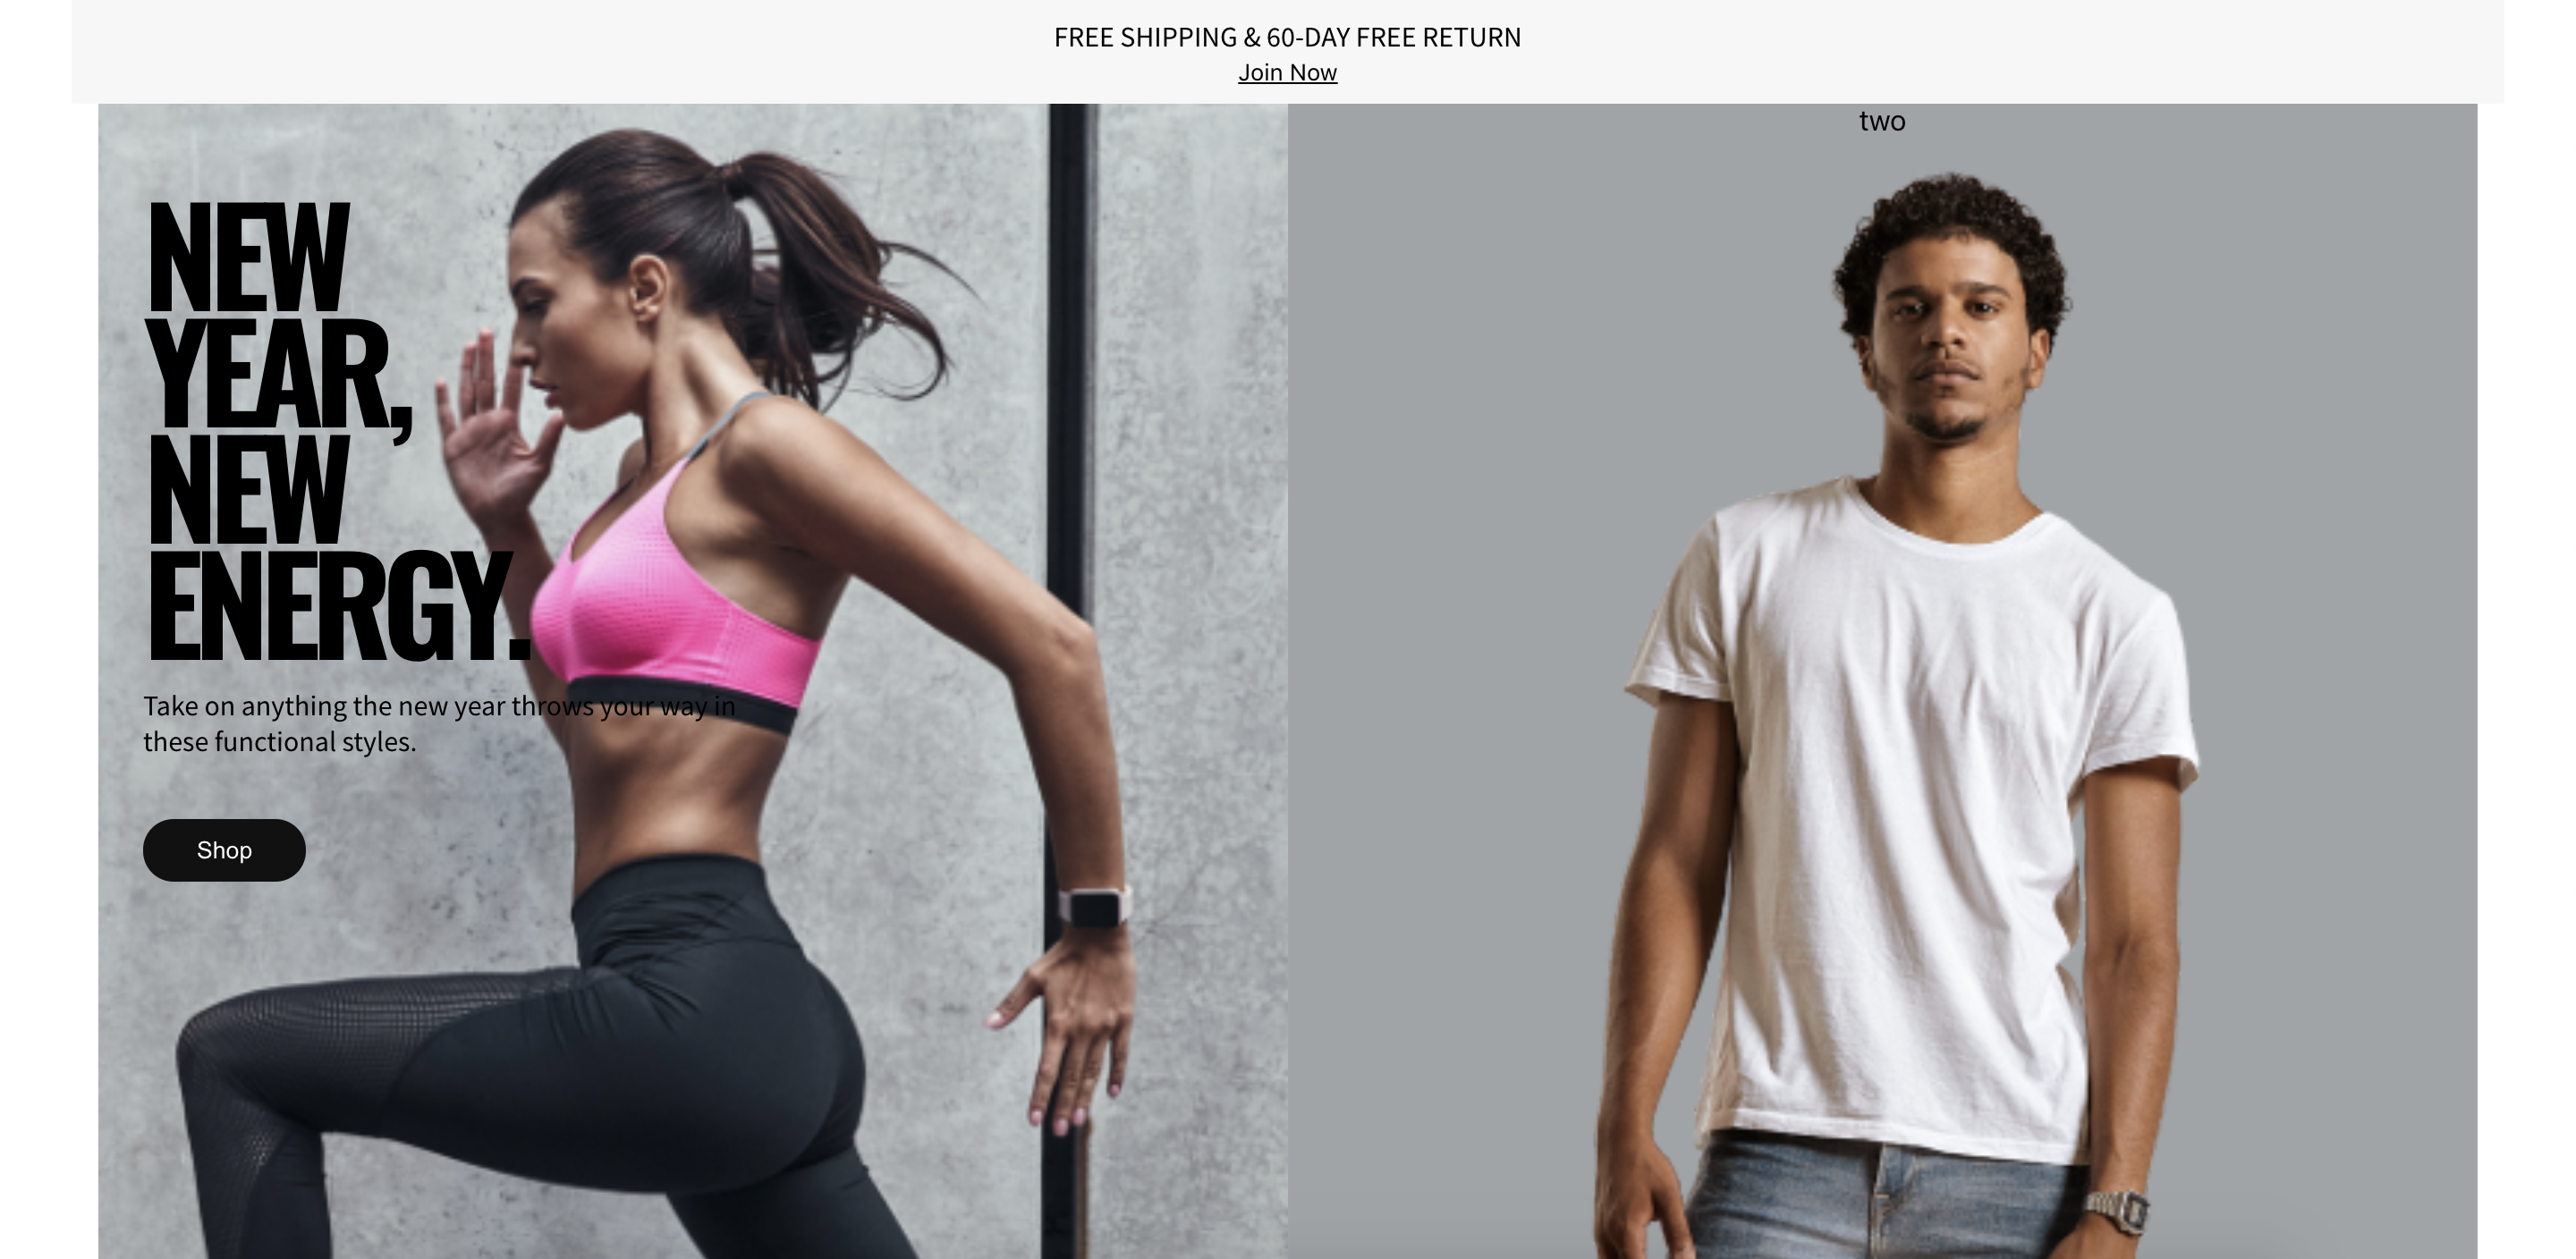 FREE SHIPPING & 60-DAY FREE RETURN
Join Now
NEW
YEAR,
NEW
ENERGY.
Take on anything the new year throws your way in
these functional styles.
Shop
two